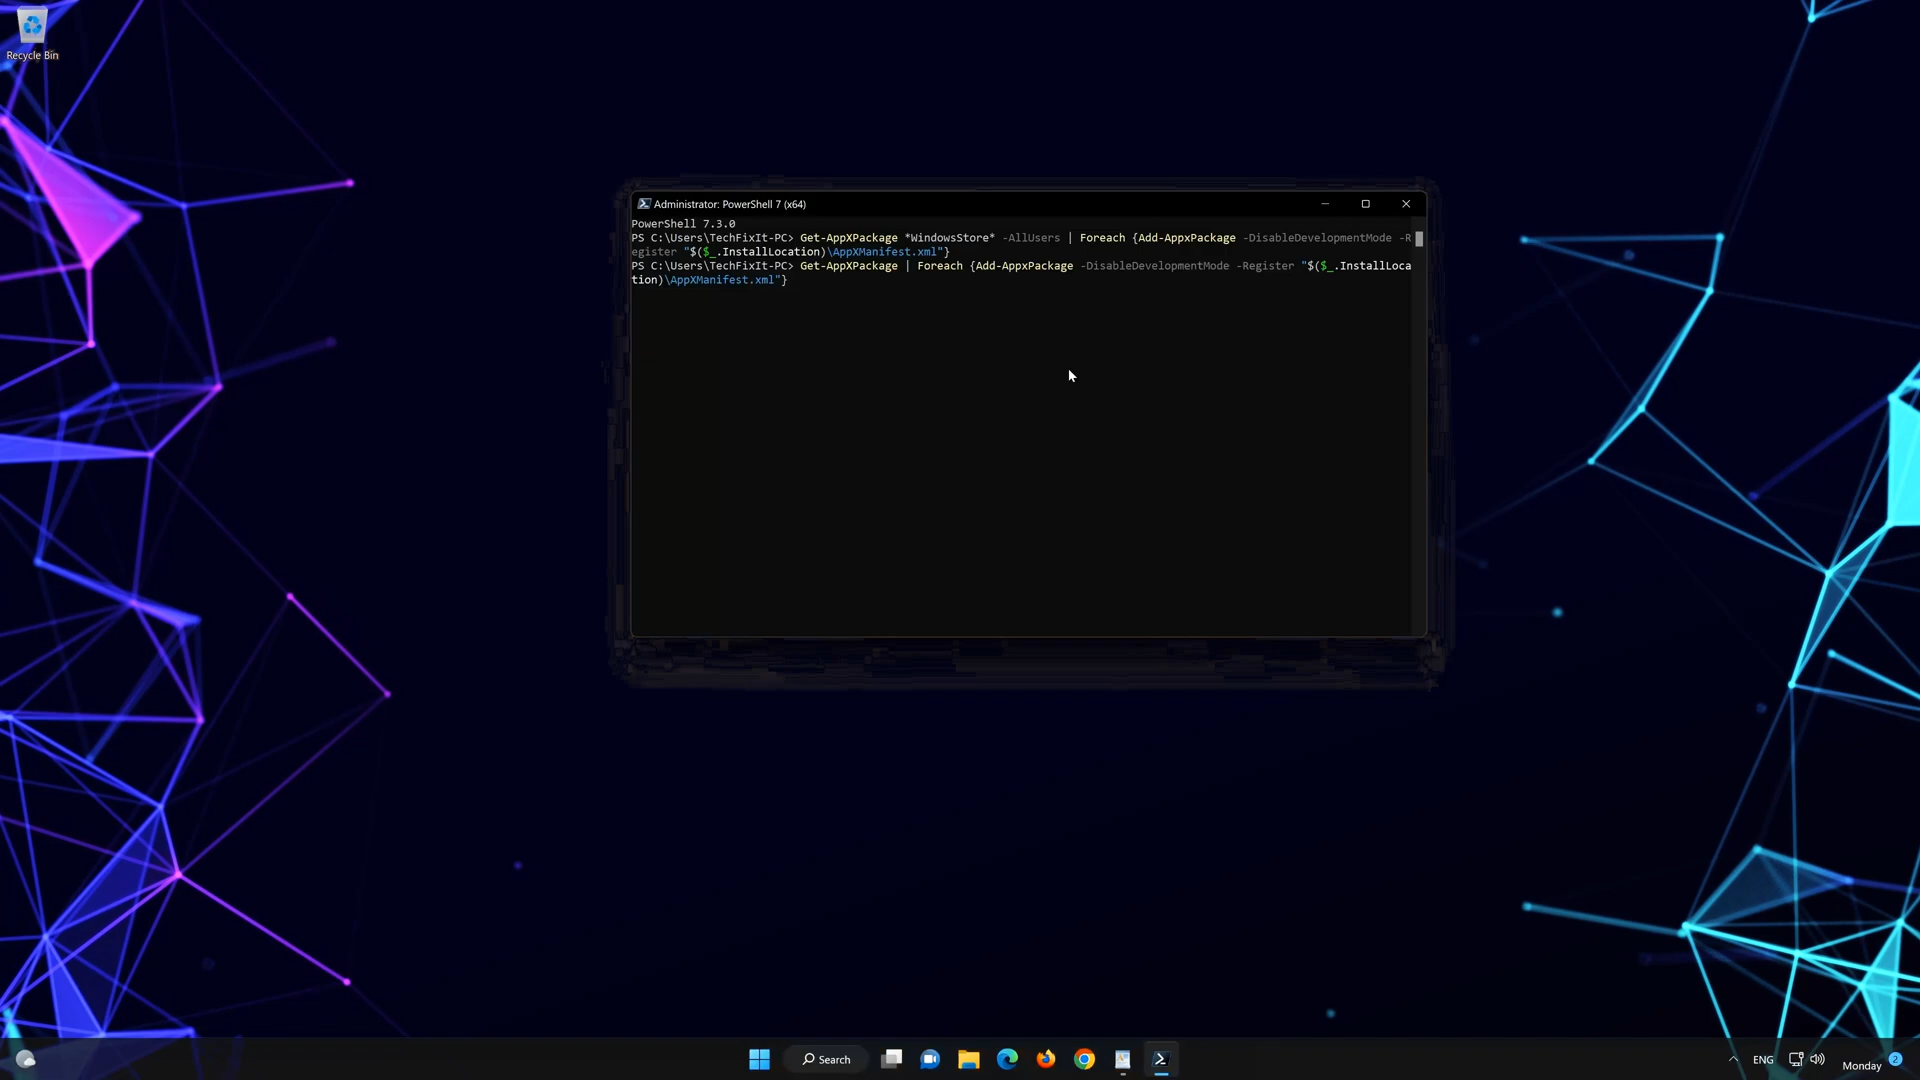 Recycle Bin
Administrator: PowerShell 7 (x64)
PowerShell 7.3.0
PS C:\Users\TechFixIt-PC> Get-AppXPackage *WindowsStore* -AllUsers | Foreach {Add-AppxPackage -DisableDevelopmentMode -R
egister "$($_.InstallLocation)\AppXManifest.xml"}
PS C:\Users\TechFixIt-PC> Get-AppXPackage | Foreach {Add-AppxPackage -DisableDevelopmentMode -Register "$($_.InstallLoca
tion)\AppXManifest.xml"}
Search
ENG
Monday
2